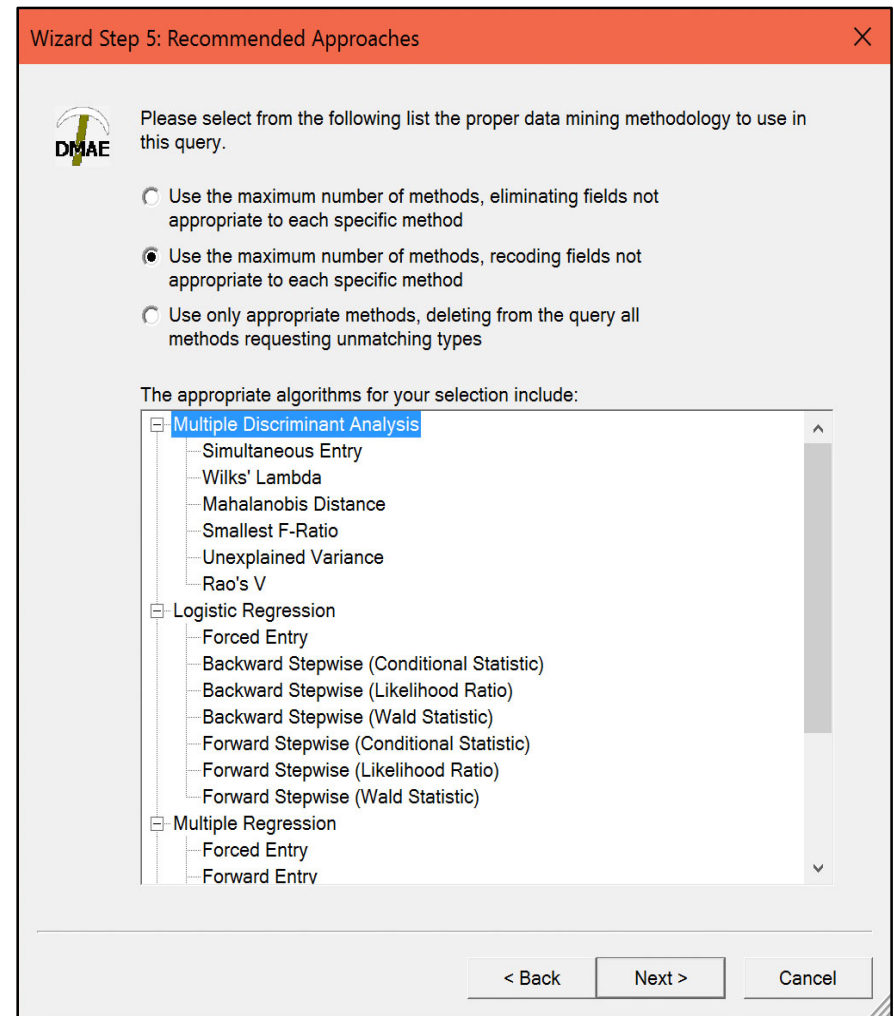 Wizard Step 5: Recommended Approaches
DMAE
Please select from the following list the proper data mining methodology to use in
this query.
Use the maximum number of methods, eliminating fields not
appropriate to each specific method
Use the maximum number of methods, recoding fields not
appropriate to each specific method
Use only appropriate methods, deleting from the query all
methods requesting unmatching types
The appropriate algorithms for your selection include:
Multiple Discriminant Analysis
Simultaneous Entry
Wilks' Lambda
Mahalanobis Distance
Smallest F-Ratio
Unexplained Variance
Rao's V
Logistic Regression
Forced Entry
Backward Stepwise (Conditional Statistic)
Backward Stepwise (Likelihood Ratio)
Backward Stepwise (Wald Statistic)
Forward Stepwise (Conditional Statistic)
Forward Stepwise (Likelihood Ratio)
Forward Stepwise (Wald Statistic)
Multiple Regression
Forced Entry
Forward Entry
< Back Next > Cancel